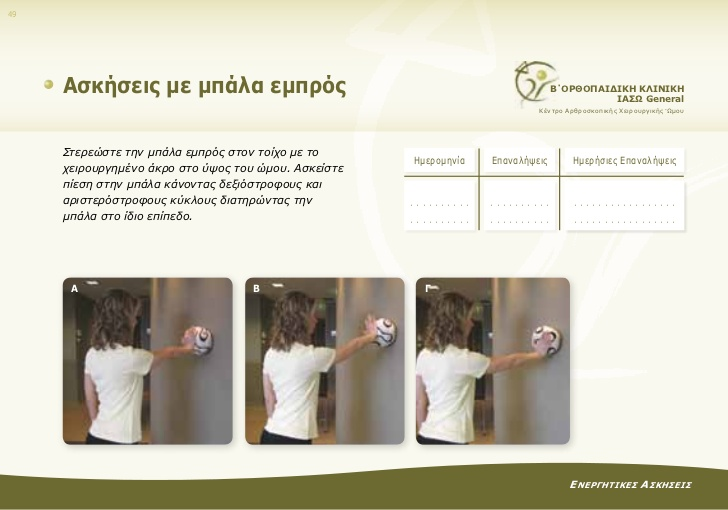 49
Ασκήσεις με μπάλα εμπρός
Β΄ΟΡΘΟΠΑΙΔΙΚΗ ΚΛΙΝΙΚΗ
ΙΑΣΩ General
Κέντρο Αρθροσκοπικής Χειρουργικής Ώμου
Στερεώστε την μπάλα εμπρός στον τοίχο με το
χειρουργημένο άκρο στο ύψος του ώμου. Ασκείστε
πίεση στην μπάλα κάνοντας δεξιόστροφους και
αριστερόστροφους κύκλους διατηρώντας την
μπάλα στο ίδιο επίπεδο.
Ημερομηνία Επαναλήψεις Ημερήσιες Επαναλήψεις
. . . . . . . . . . . . . . . . . . . . . . . . . . . . . . . . . . . . .
. . . . . . . . . . . . . . . . . . . . . . . . . . . . . . . . . . . . .
Α Β Γ
ΕΝΕΡΓΗΤΙΚΕΣ ΑΣΚΗΣΕΙΣ